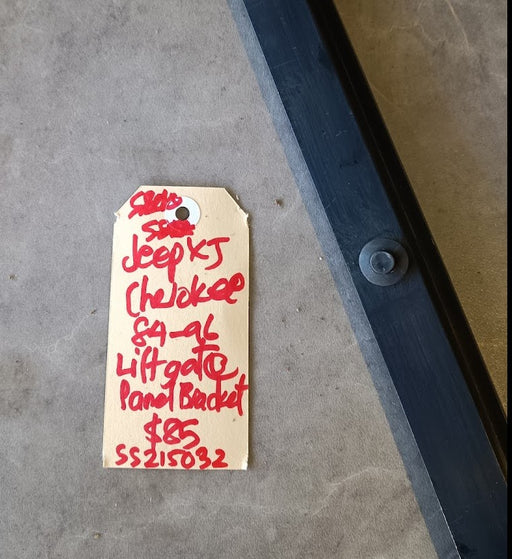 Jeep XJ
Cherokee
84-96
Liftgate
Panel Bracket
$85
SS215032